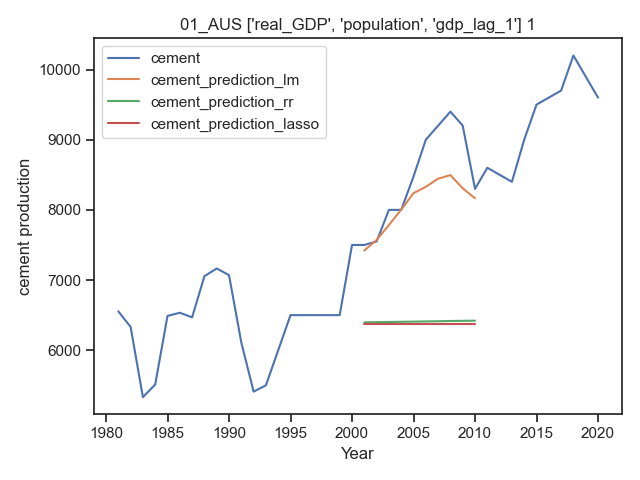 01_AUS ['real_GDP', 'population', 'gdp_lag_1'] 1
cement
cement_prediction_lm
cement_prediction_rr
cement_prediction_lasso
10000
9000
8000
7000
6000
cement production
1980
1985
1990
1995
2000
2005
2010
2015
2020
Year